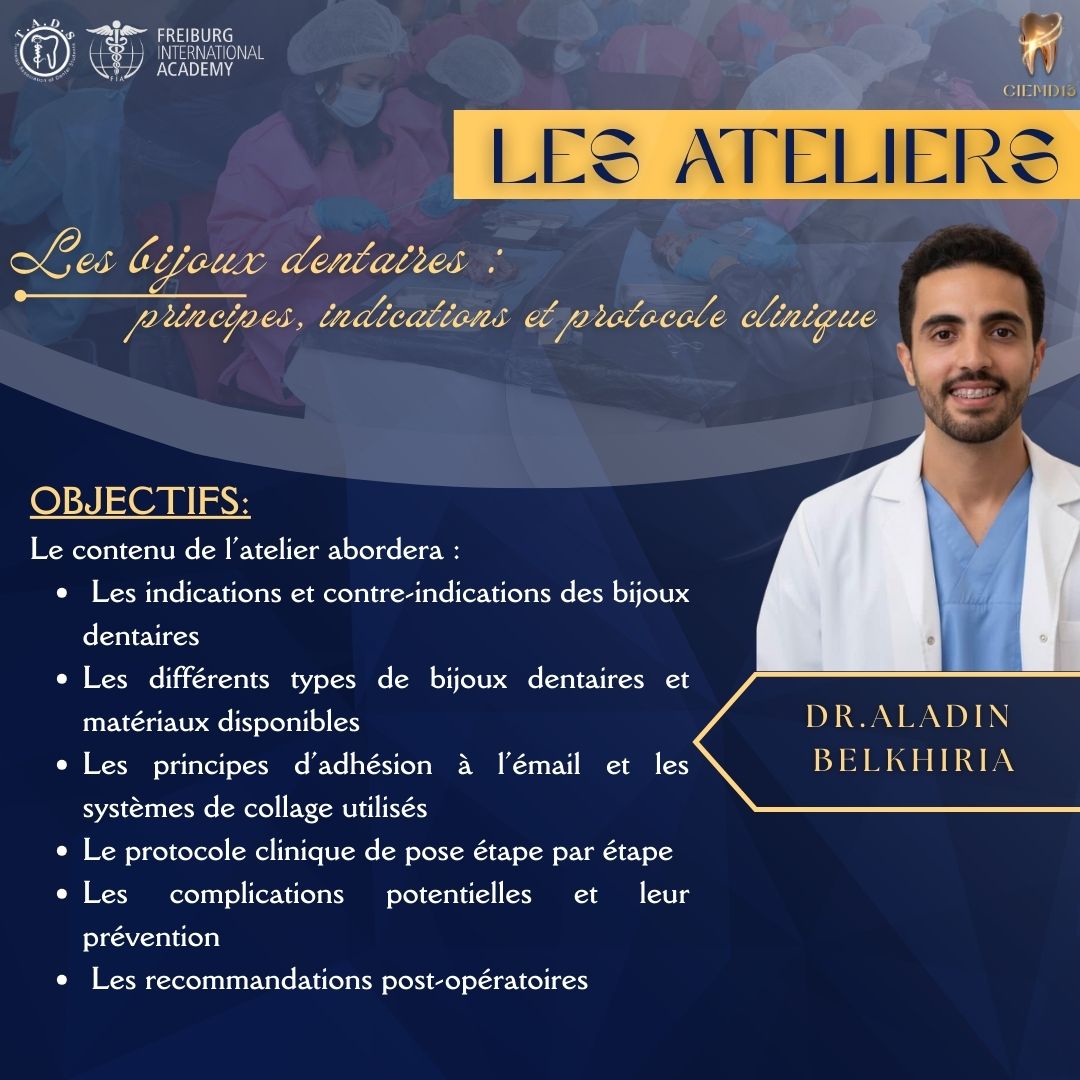 T.A.D.S
FREIBURG
INTERNATIONAL
ACADEMY
F.I.A
CIEMD15
LES ATELIERS
Les bijoux dentaires :
principes, indications et protocole clinique
OBJECTIFS:
Le contenu de l'atelier abordera :
• Les indications et contre-indications des bijoux
dentaires
• Les différents types de bijoux dentaires et
matériaux disponibles
• Les principes d'adhésion à l'émail et les
systèmes de collage utilisés
• Le protocole clinique de pose étape par étape
• Les complications potentielles et leur
prévention
• Les recommandations post-opératoires
DR.ALADIN
BELKHIRIA